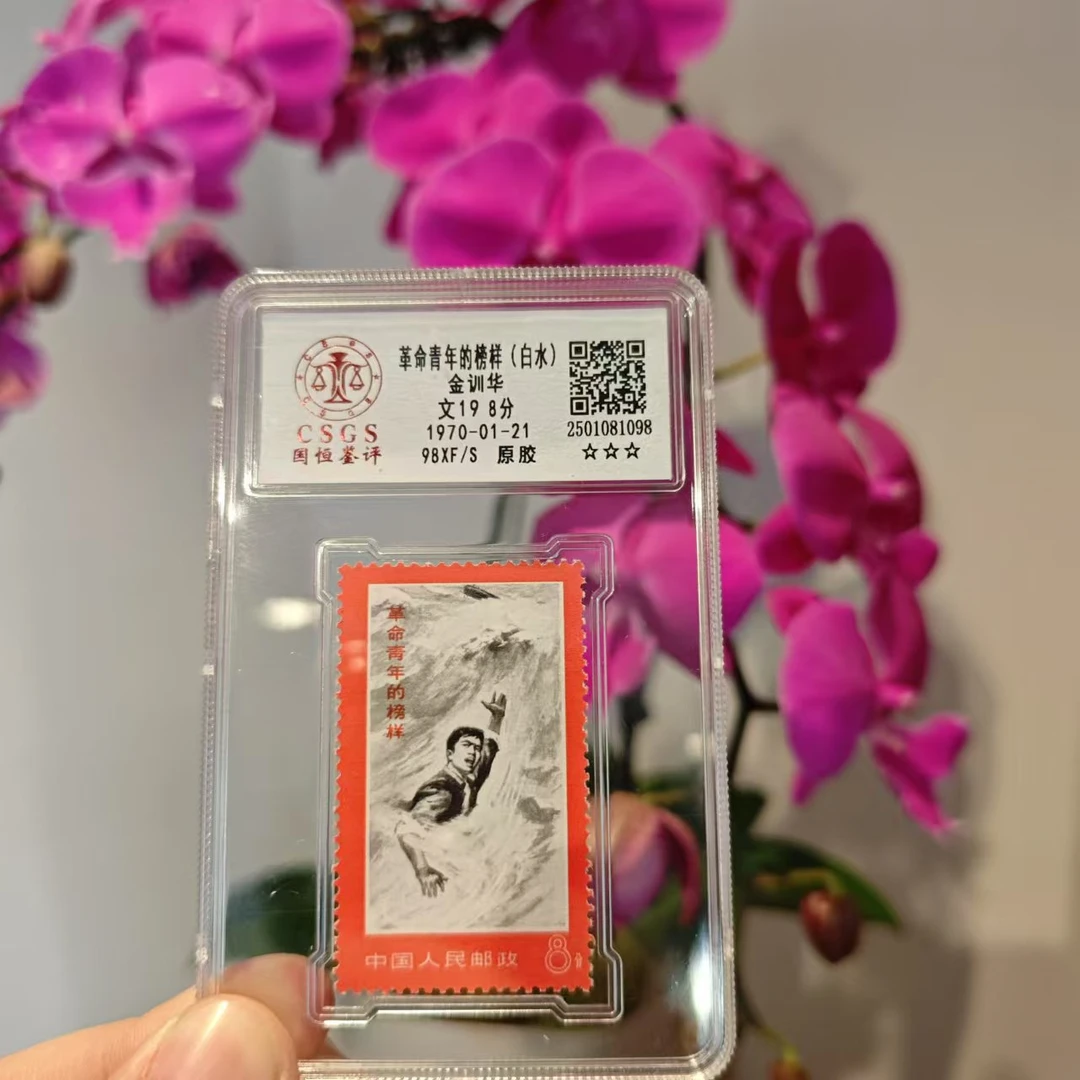 革命青年的榜样（白水）
金训华
文19 8分
1970-01-21
98XF/S 原胶
CSGS
国恒鉴评
2501081098
☆☆☆
革命青年的榜样
中国人民邮政 8分